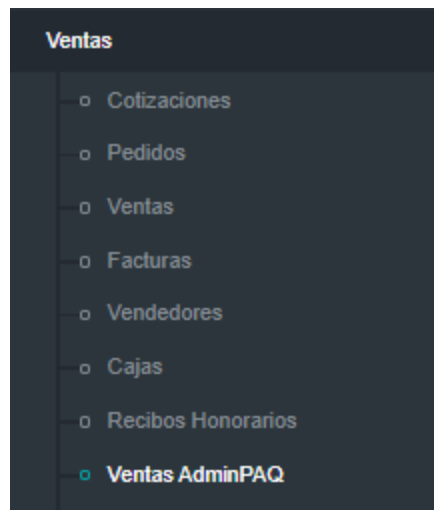 Ventas
Cotizaciones
Pedidos
Ventas
Facturas
Vendedores
Cajas
Recibos Honorarios
Ventas AdminPAQ